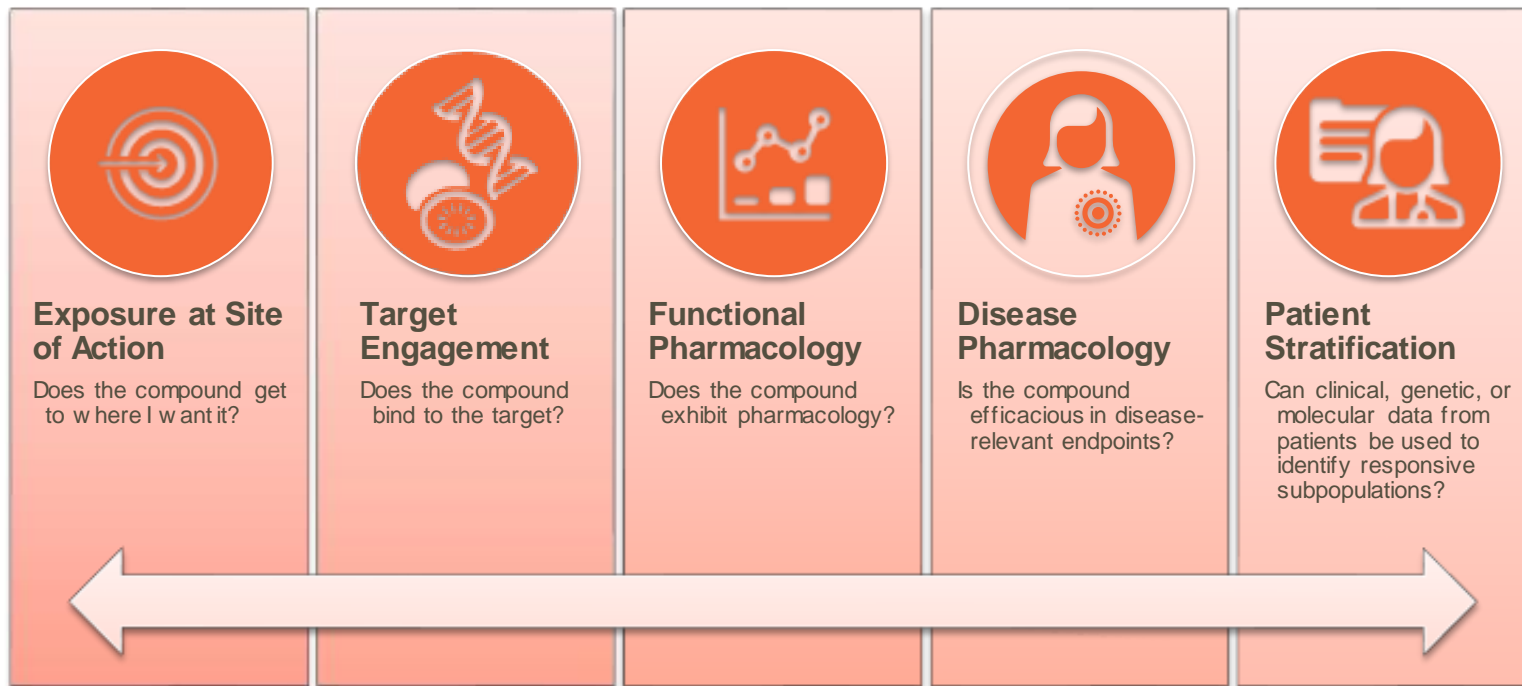 Exposure at Site
of Action
Does the compound get
to where I want it?
Target
Engagement
Does the compound
bind to the target?
Functional
Pharmacology
Does the compound
exhibit pharmacology?
Disease
Pharmacology
Is the compound
efficacious in disease-
relevant endpoints?
Patient
Stratification
Can clinical, genetic, or
molecular data from
patients be used to
identify responsive
subpopulations?